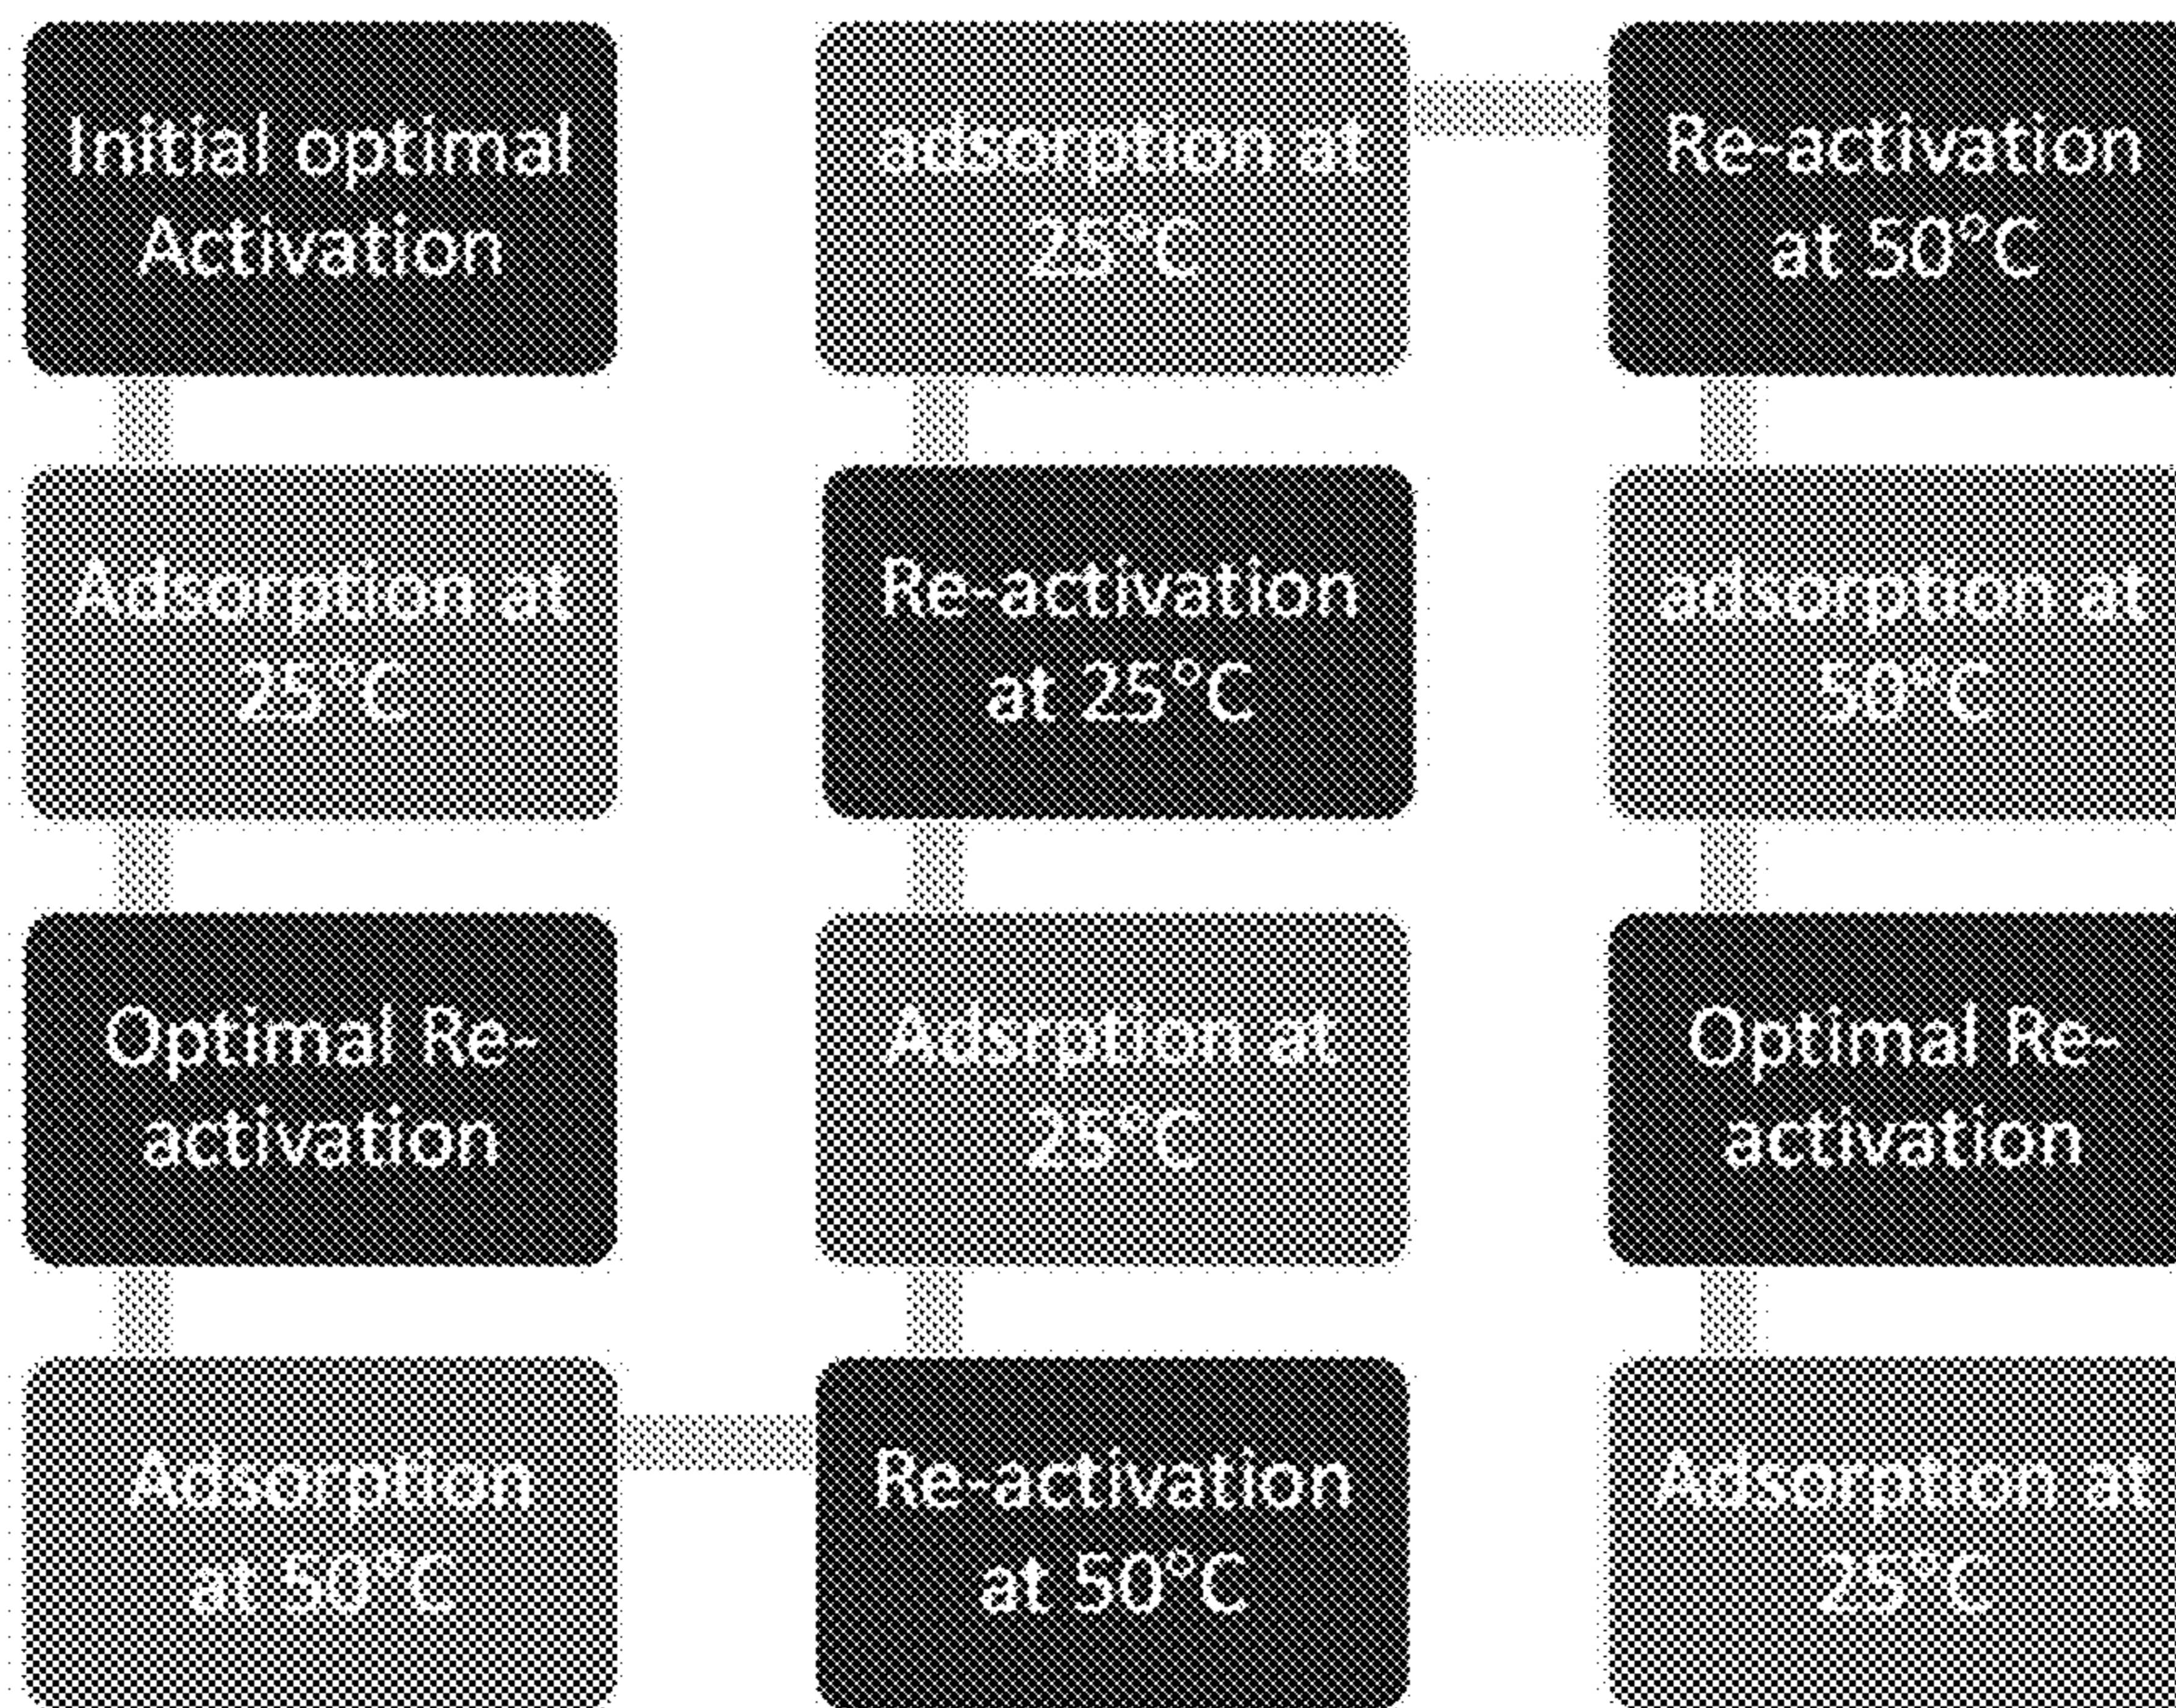 Initial optimal
Activation
Adsorption at
25°C
Optimal Re-
activation
Adsorption
at 50°C
Re-activation
at 50°C
Adsrption at
25°C
Re-activation
at 25°C
adsorption at
25°C
Re-activation
at 50°C
adsorption at
50°C
Optimal Re-
activation
Adsorption at
25°C